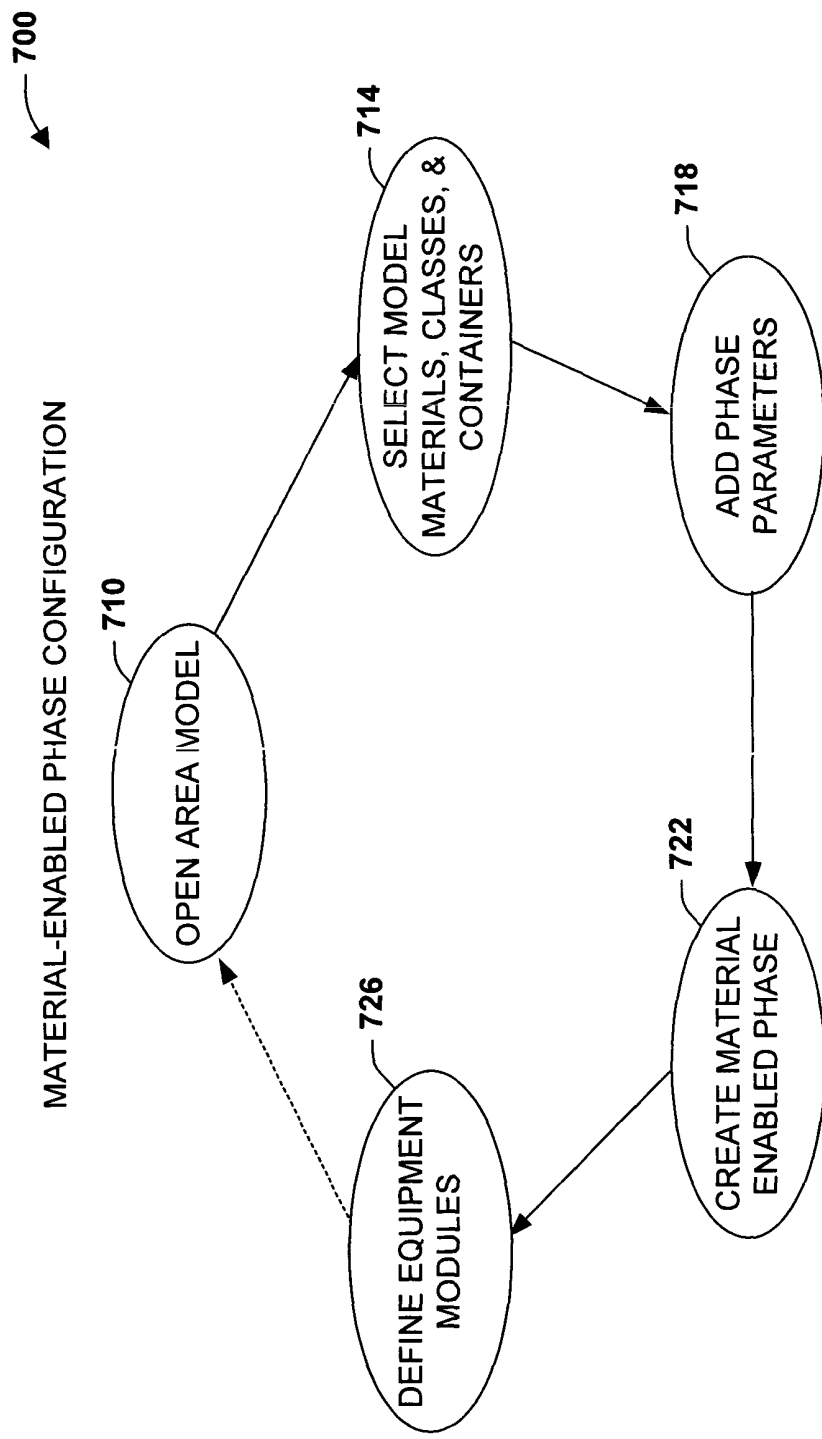 MATERIAL-ENABLED PHASE CONFIGURATION
700
710
OPEN AREA MODEL
714
SELECT MODEL
MATERIALS, CLASSES, &
CONTAINERS
718
ADD PHASE
PARAMETERS
722
CREATE MATERIAL
ENABLED PHASE
726
DEFINE EQUIPMENT
MODULES